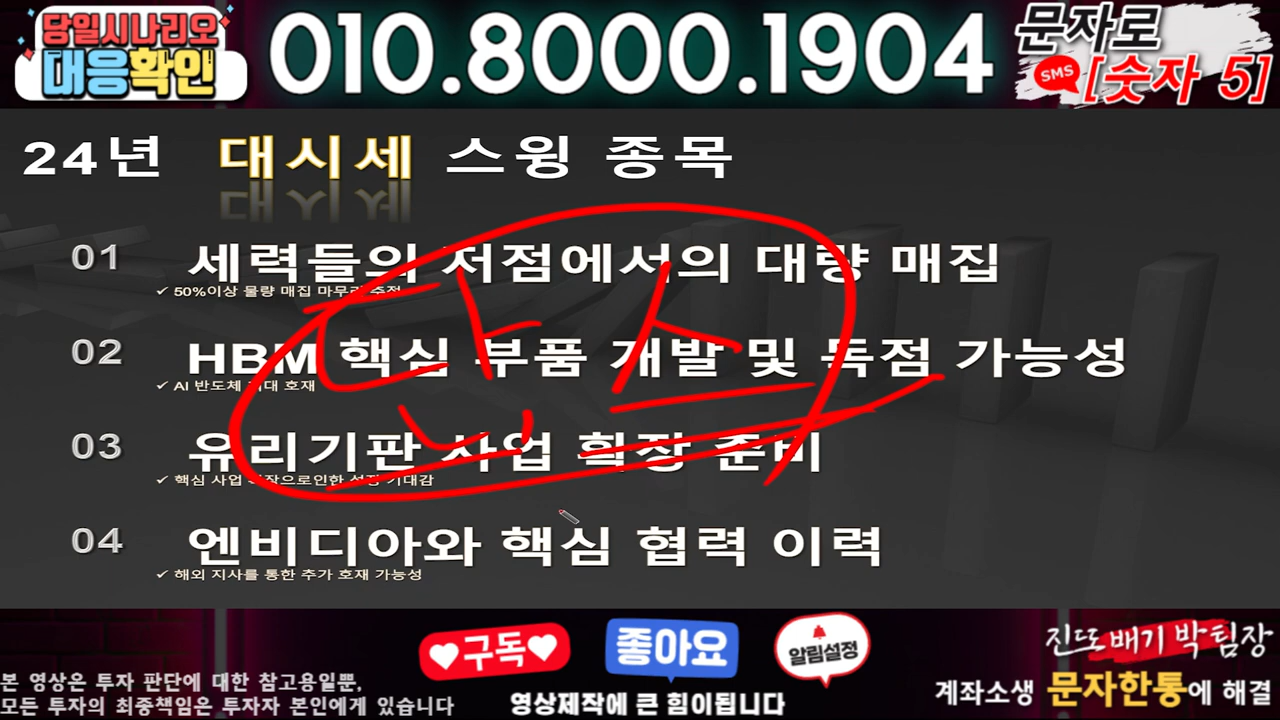 당일시나리오
대응확인
010.8000.1904
문자로
SMS [숫자 5]
24년 대시세 스윙 종목
01 세력들의 저점에서의 대량 매집
✓ 50%이상 물량 매집 마무리 추정
02 HBM 핵심 부품 개발 및 독점 가능성
✓ AI 반도체 기대 호재
03 유리기판 사업 확장 준비
✓ 핵심 사업 확장으로인한 성장 기대감
04 엔비디아와 핵심 협력 이력
✓ 해외 지사를 통한 추가 호재 가능성
단 스
구독
좋아요
알림설정
영상제작에 큰 힘이됩니다
본 영상은 투자 판단에 대한 참고용일뿐,
모든 투자의 최종책임은 투자자 본인에게 있습니다
진또배기 박팀장
계좌소생 문자한통에 해결